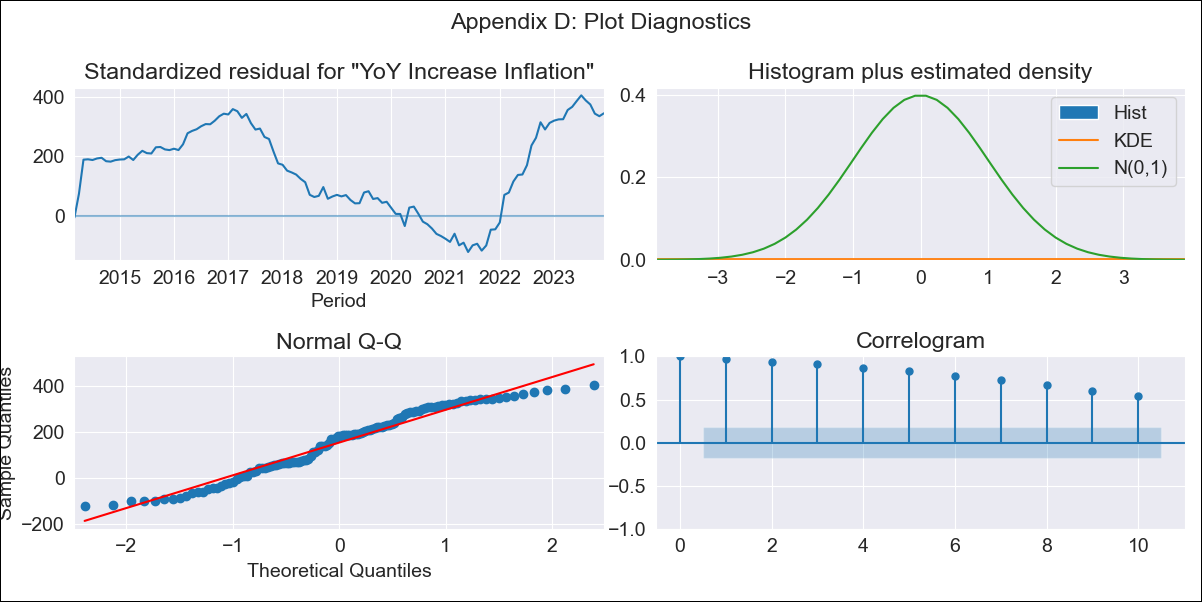 Appendix D: Plot Diagnostics
Standardized residual for "YoY Increase Inflation"
400
200
0
2015 2016 2017 2018 2019 2020 2021 2022 2023
Period
Histogram plus estimated density
0.4
0.2
0.0
−3 −2 −1 0 1 2 3
Hist
KDE
N(0,1)
Normal Q-Q
Sample Quantiles
400
200
0
−200
−2 −1 0 1 2
Theoretical Quantiles
Correlogram
1.0
0.5
0.0
−0.5
−1.0
0 2 4 6 8 10